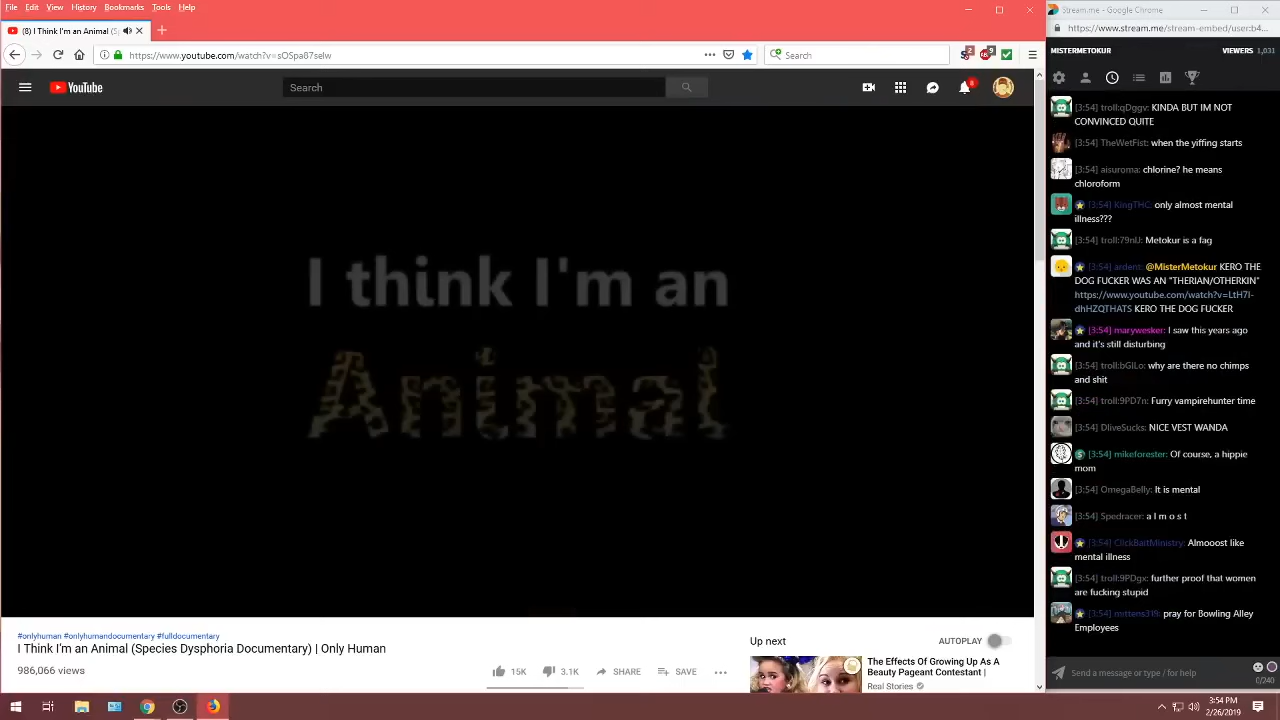 File Edit View History Bookmarks Tools Help
(8) I Think I'm an Animal (S
https://www.youtube.com/watch?v=sOSpa87selw
Search
YouTube
Search
8
I think I'm an
Animal
#onlyhuman #onlyhumandocumentary #fulldocumentary
I Think I'm an Animal (Species Dysphoria Documentary) | Only Human
986,066 views
15K 3.1K SHARE SAVE
Up next AUTOPLAY
The Effects Of Growing Up As A
Beauty Pageant Contestant |
Real Stories
Stream.me - Google Chrome
https://www.stream.me/stream-embed/user:b4...
MISTERMETOKUR VIEWERS 1,031
[3:54] troll:qDggv: KINDA BUT IM NOT
CONVINCED QUITE
[3:54] TheWetFist: when the yiffing starts
[3:54] aisuroma: chlorine? he means
chloroform
[3:54] KingTHC: only almost mental
illness???
[3:54] troll:79nIJ: Metokur is a fag
[3:54] ardent: @MisterMetokur KERO THE
DOG FUCKER WAS AN "THERIAN/OTHERKIN"
https://www.youtube.com/watch?v=LtH7l-
dhHZQTHATS KERO THE DOG FUCKER
[3:54] marywesker: I saw this years ago
and it's still disturbing
[3:54] troll:bGlLo: why are there no chimps
and shit
[3:54] troll:9PD7n: Furry vampirehunter time
[3:54] DliveSucks: NICE VEST WANDA
[3:54] mikeforester: Of course, a hippie
mom
[3:54] OmegaBelly: It is mental
[3:54] Spedracer: a l m o s t
[3:54] ClickBaitMinistry: Almooost like
mental illness
[3:54] troll:9PDgx: further proof that women
are fucking stupid
[3:54] mittens319: pray for Bowling Alley
Employees
Send a message or type / for help
0/240
3:54 PM
2/26/2019